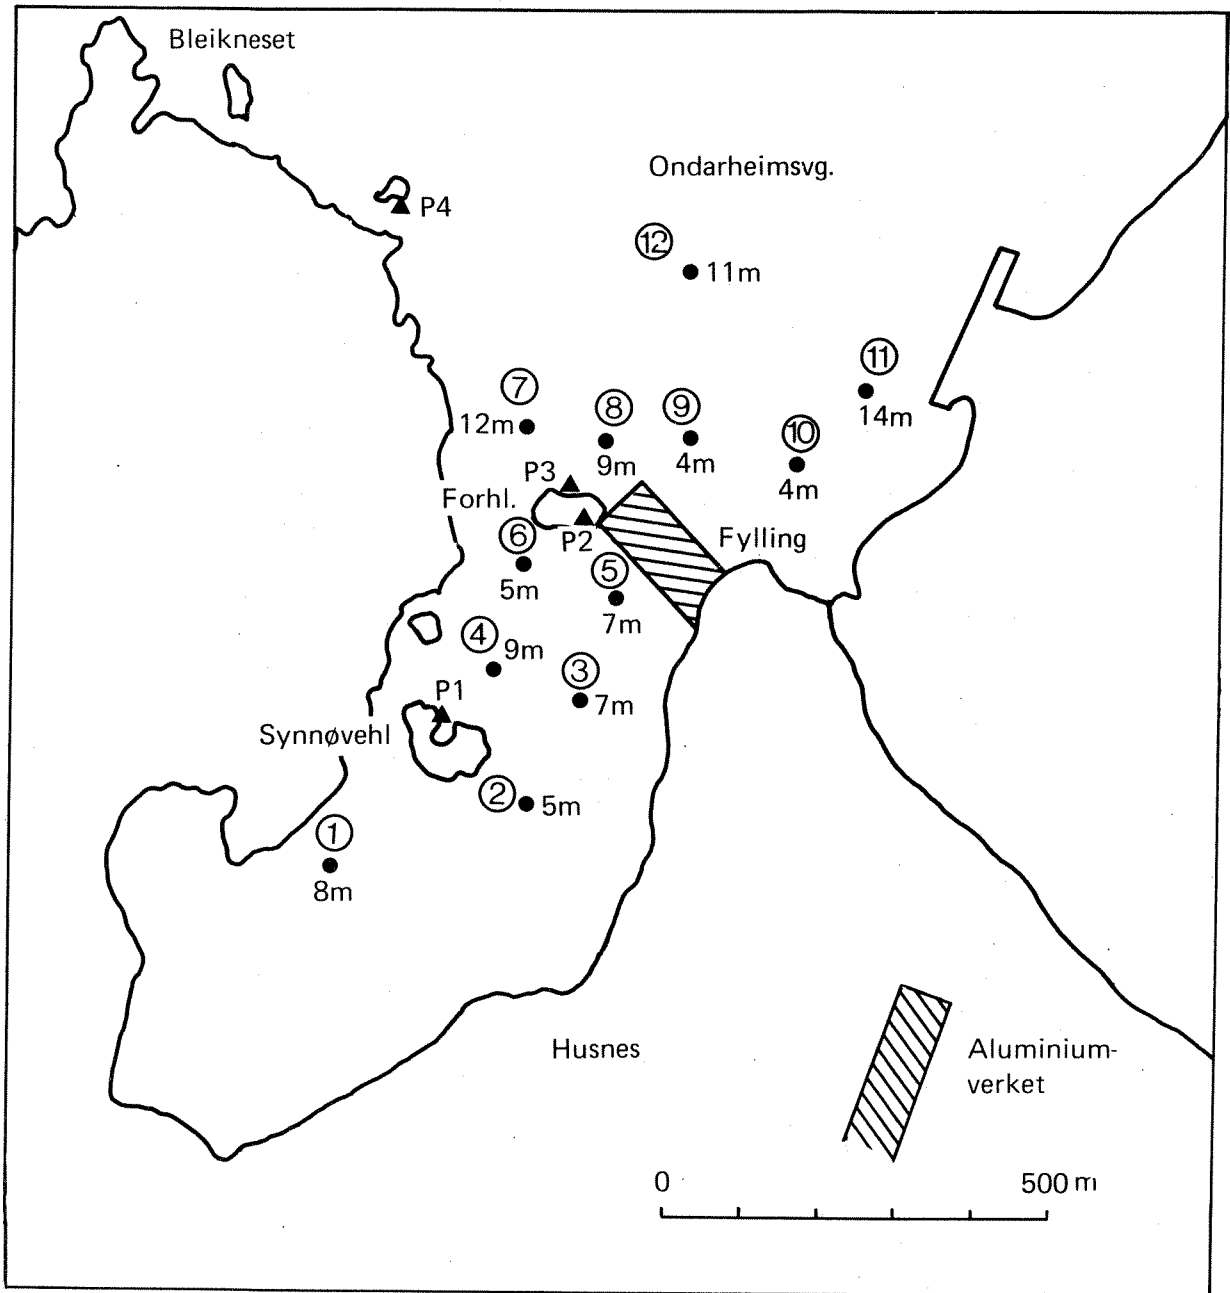 Bleikneset
Ondarheimsvg.
P4
12
11m
11
14m
7
12m
8
9m
9
4m
10
4m
P3
Forhl.
P2
Fylling
6
5m
5
7m
4
9m
3
7m
P1
Synnøvehl
2
5m
1
8m
Husnes
Aluminium-
verket
0
500 m